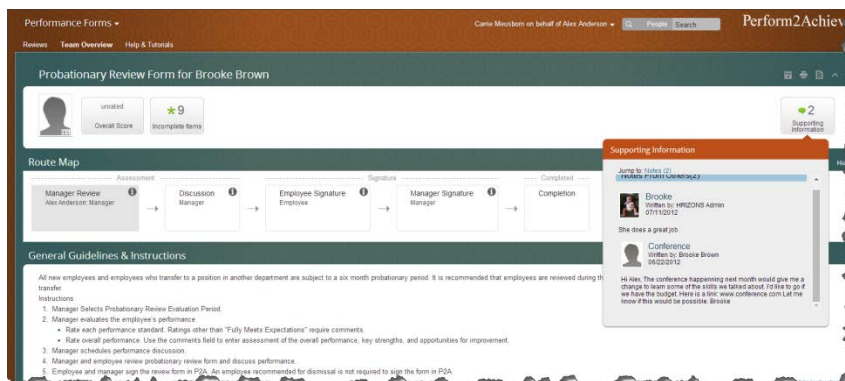 Performance Forms
Carrie Meusborn on behalf of Alex Anderson
People Search
Perform2Achiev
Reviews Team Overview Help & Tutorials
Probationary Review Form for Brooke Brown
unrated
Overall Score
9
Incomplete Items
2
Supporting Information
Route Map
Assessment
Signature
Completed
Manager Review
Alex Anderson: Manager
Discussion
Manager
Employee Signature
Employee
Manager Signature
Manager
Completion
Supporting Information
Jump to: Notes (2)
Notes From Others(2)
Brooke
Written by: HRIZONS Admin
07/11/2012
She does a great job
Conference
Written by: Brooke Brown
06/22/2012
Hi Alex, The conference happenning next month would give me a
change to learn some of the skills we talked about. I'd like to go if
we have the budget. Here is a link: www.conference.com Let me
know if this would be possible. Brooke
General Guidelines & Instructions
All new employees and employees who transfer to a position in another department are subject to a six month probationary period. It is recommended that employees are reviewed during th
transfer.
Instructions
1. Manager Selects Probationary Review Evaluation Period.
2. Manager evaluates the employee's performance
• Rate each performance standard. Ratings other than "Fully Meets Expectations" require comments.
• Rate overall performance. Use the comments field to enter assessment of the overall performance, key strengths, and opportunities for improvement.
3. Manager schedules performance discussion.
4. Manager and employee review probationary review form and discuss performance.
5. Employee and manager sign the review form in P2A. An employee recommended for dismissal is not required to sign the form in P2A.